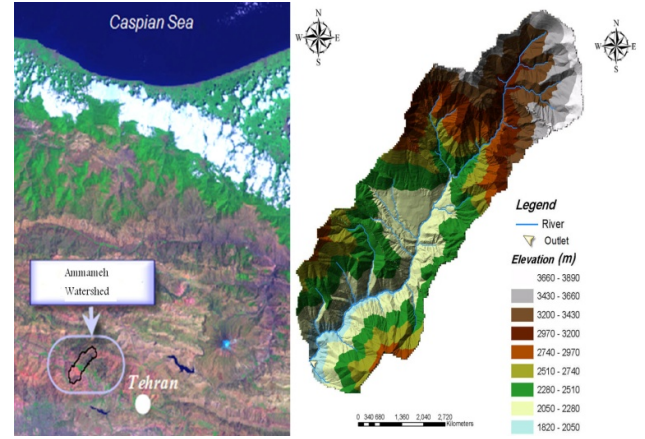 Caspian Sea
Ammameh
Watershed
Tehran
N
W E
S
N
W E
S
Legend
River
Outlet
Elevation (m)
3660 - 3890
3430 - 3660
3200 - 3430
2970 - 3200
2740 - 2970
2510 - 2740
2280 - 2510
2050 - 2280
1820 - 2050
0 340 680 1,360 2,040 2,720
Kilometers